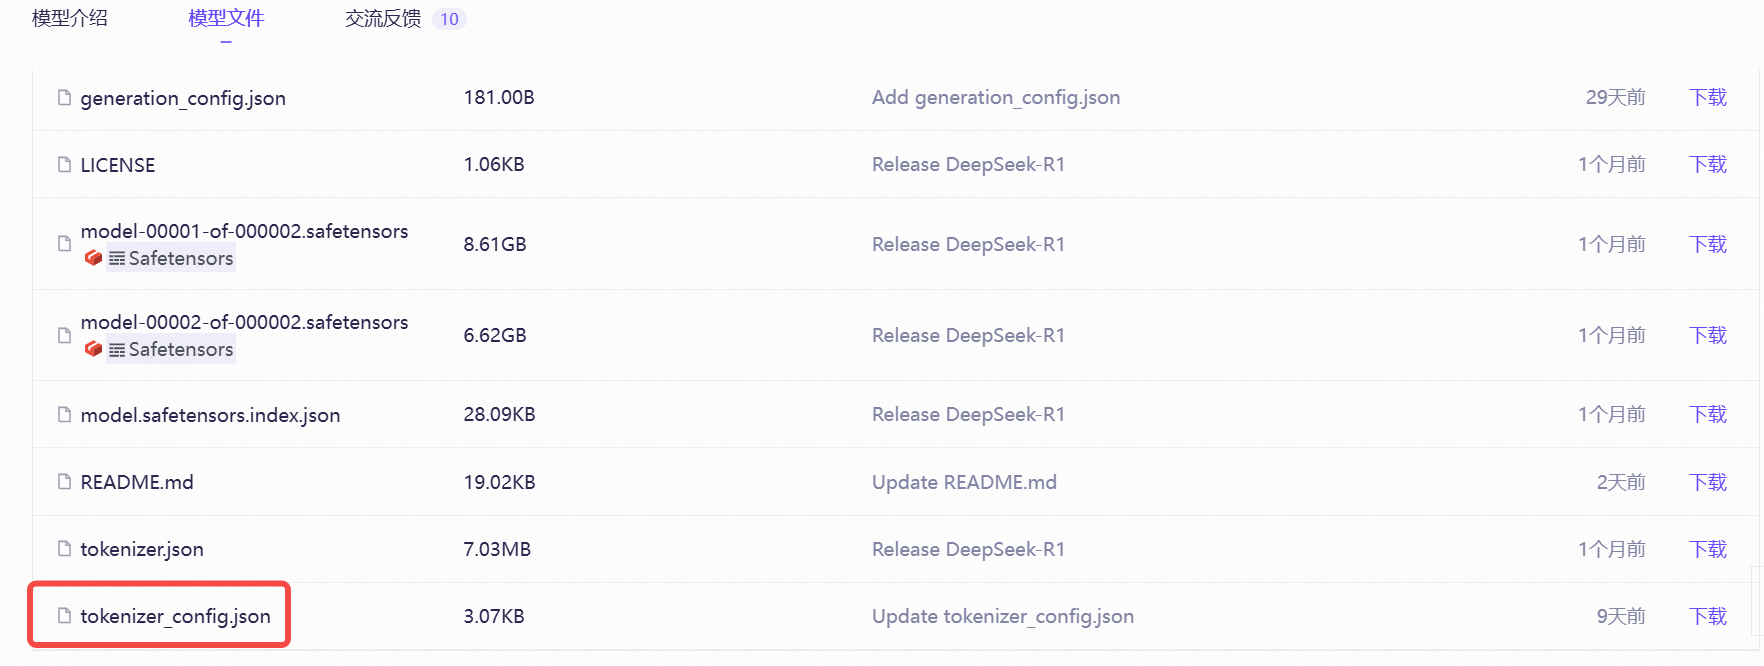 模型介绍 模型文件 交流反馈 10
generation_config.json 181.00B Add generation_config.json 29天前 下载
LICENSE 1.06KB Release DeepSeek-R1 1个月前 下载
model-00001-of-000002.safetensors
Safetensors 8.61GB Release DeepSeek-R1 1个月前 下载
model-00002-of-000002.safetensors
Safetensors 6.62GB Release DeepSeek-R1 1个月前 下载
model.safetensors.index.json 28.09KB Release DeepSeek-R1 1个月前 下载
README.md 19.02KB Update README.md 2天前 下载
tokenizer.json 7.03MB Release DeepSeek-R1 1个月前 下载
tokenizer_config.json 3.07KB Update tokenizer_config.json 9天前 下载